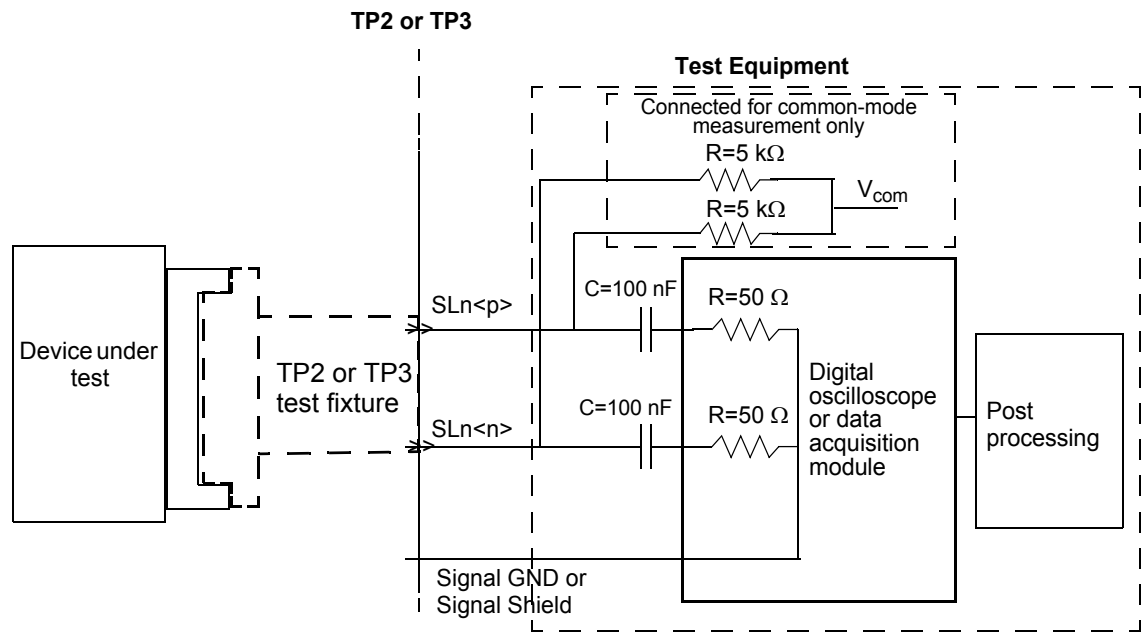 TP2 or TP3
Test Equipment
Connected for common-mode
measurement only
R=5 kΩ
Vcom
R=5 kΩ
C=100 nF
R=50 Ω
SLn<p>
Device under
test
TP2 or TP3
test fixture
C=100 nF
R=50 Ω
SLn<n>
Digital
oscilloscope
or data
acquisition
module
Post
processing
Signal GND or
Signal Shield